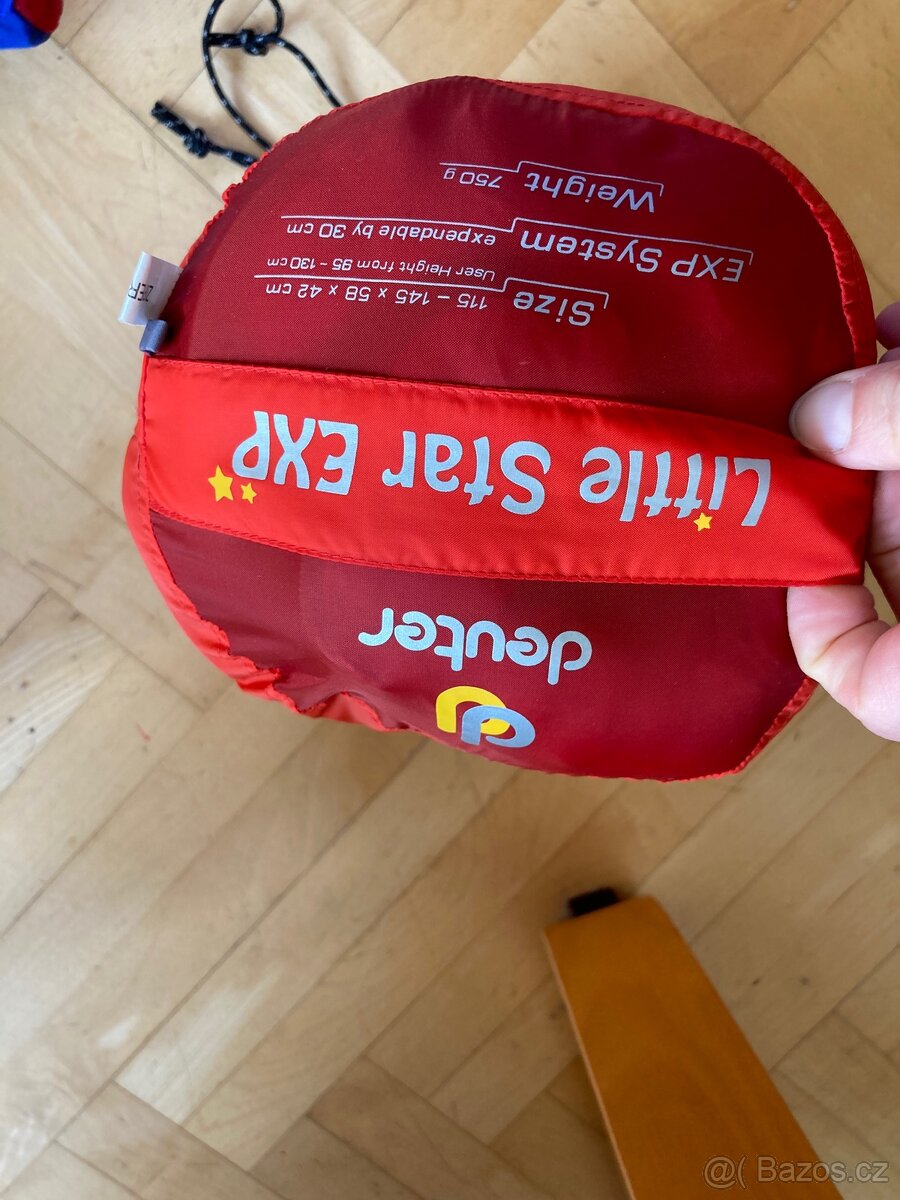 deuter
Little Star EXP
Size 115 – 145 x 58 x 42 cm
User Height from 95 – 130 cm
EXP System expendable by 30 cm
Weight 750 g
@( Bazos.cz